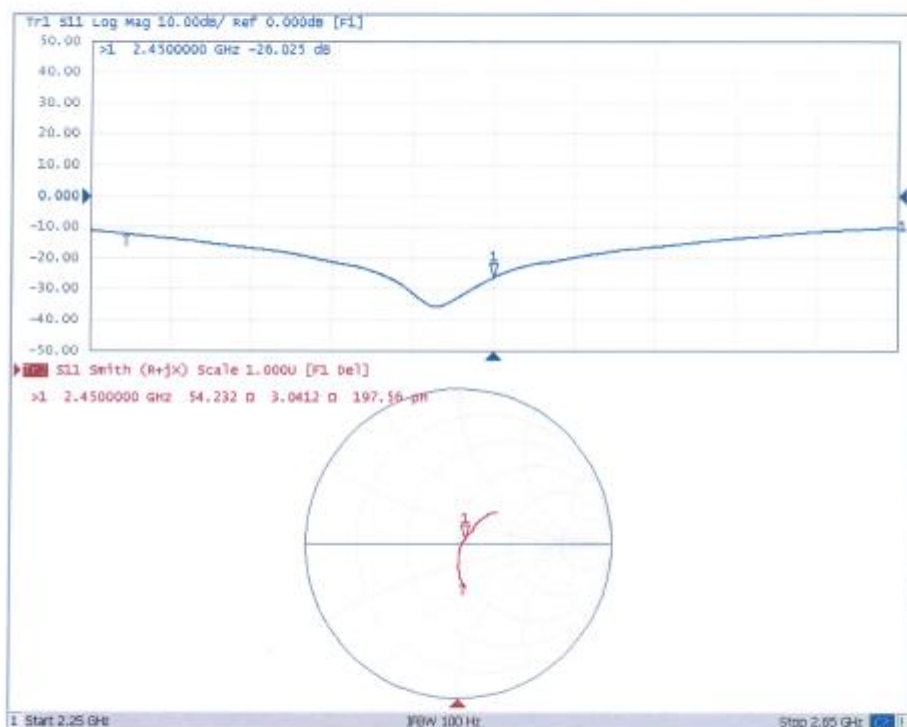 Tr1 S11 Log Mag 10.00dB/ Ref 0.000dB [F1]
50.00
>1 2.4500000 GHz -26.025 dB
40.00
30.00
20.00
10.00
0.000
-10.00
1
-20.00
1
-30.00
-40.00
-50.00
S11 Smith (R+jX) Scale 1.000U [F1 Del]
>1 2.4500000 GHz 54.232 Ω 3.0412 Ω 197.56 pH
1
1 Start 2.25 GHz IFBW 100 Hz Stop 2.65 GHz